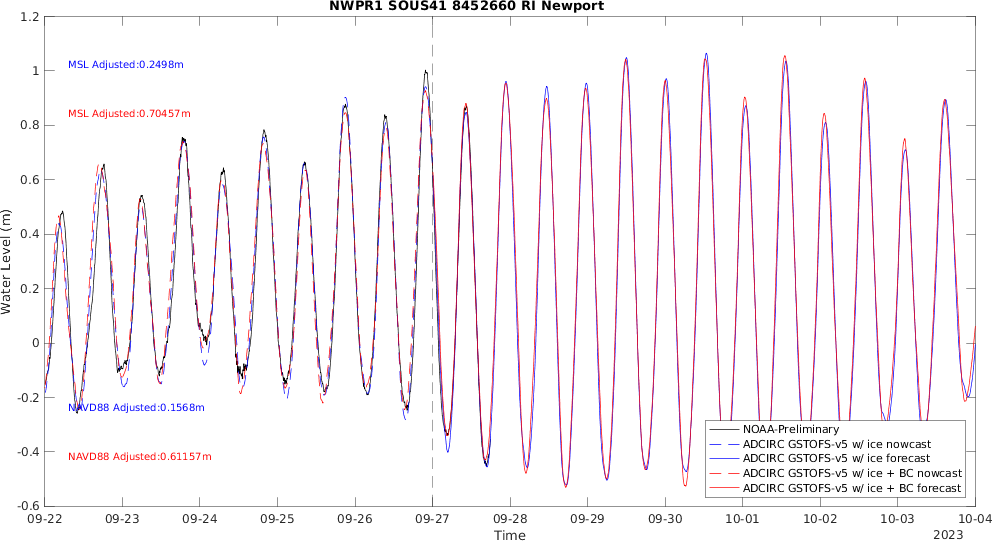 NWPR1 SOUS41 8452660 RI Newport
1.2
1
0.8
0.6
0.4
0.2
0
-0.2
-0.4
-0.6
Water Level (m)
MSL Adjusted:0.2498m
MSL Adjusted:0.70457m
NAVD88 Adjusted:0.1568m
NAVD88 Adjusted:0.61157m
NOAA-Preliminary
ADCIRC GSTOFS-v5 w/ ice nowcast
ADCIRC GSTOFS-v5 w/ ice forecast
ADCIRC GSTOFS-v5 w/ ice + BC nowcast
ADCIRC GSTOFS-v5 w/ ice + BC forecast
09-22 09-23 09-24 09-25 09-26 09-27 09-28 09-29 09-30 10-01 10-02 10-03 10-04
Time
2023